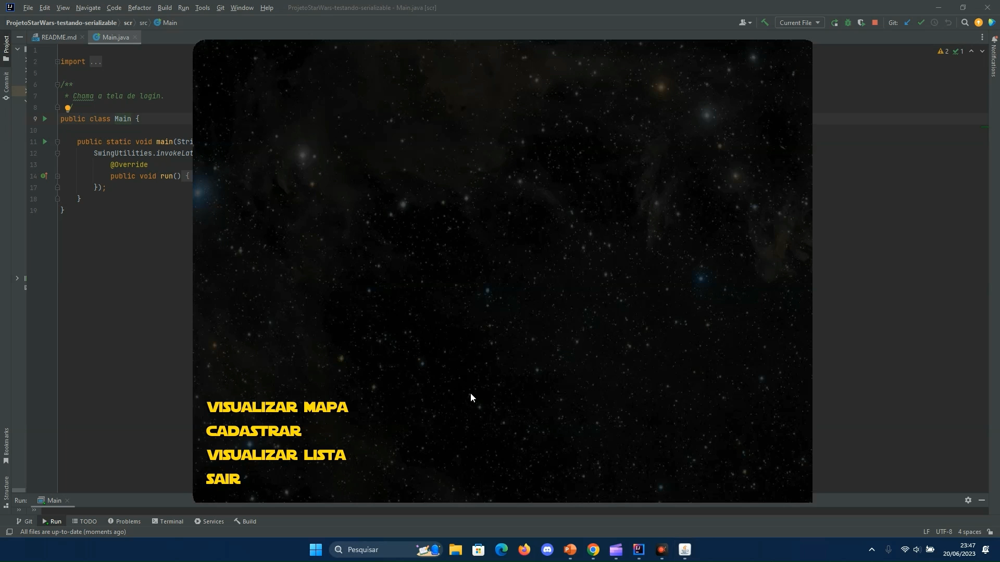 File Edit View Navigate Code Refactor Build Run Tools Git Window Help ProjetoStarWars-testando-serializable - Main.java [scr]
ProjetoStarWars-testando-serializable scr src Main
Current File Git:
README.md Main.java
Project
Commit
Bookmarks
Structure
Notifications
1
2 import ...
5
6 /**
7 * Chama a tela de login.
8 /
9 public class Main {
10
11 public static void main(Stri
12 SwingUtilities.invokeLat
13 @Override
14 public void run() {
17 });
18 }
19 }
2 1
VISUALIZAR MAPA
CADASTRAR
VISUALIZAR LISTA
SAIR
Run: Main
Git Run TODO Problems Terminal Services Build
All files are up-to-date (moments ago) LF UTF-8 4 spaces
Pesquisar
23:47
20/06/2023